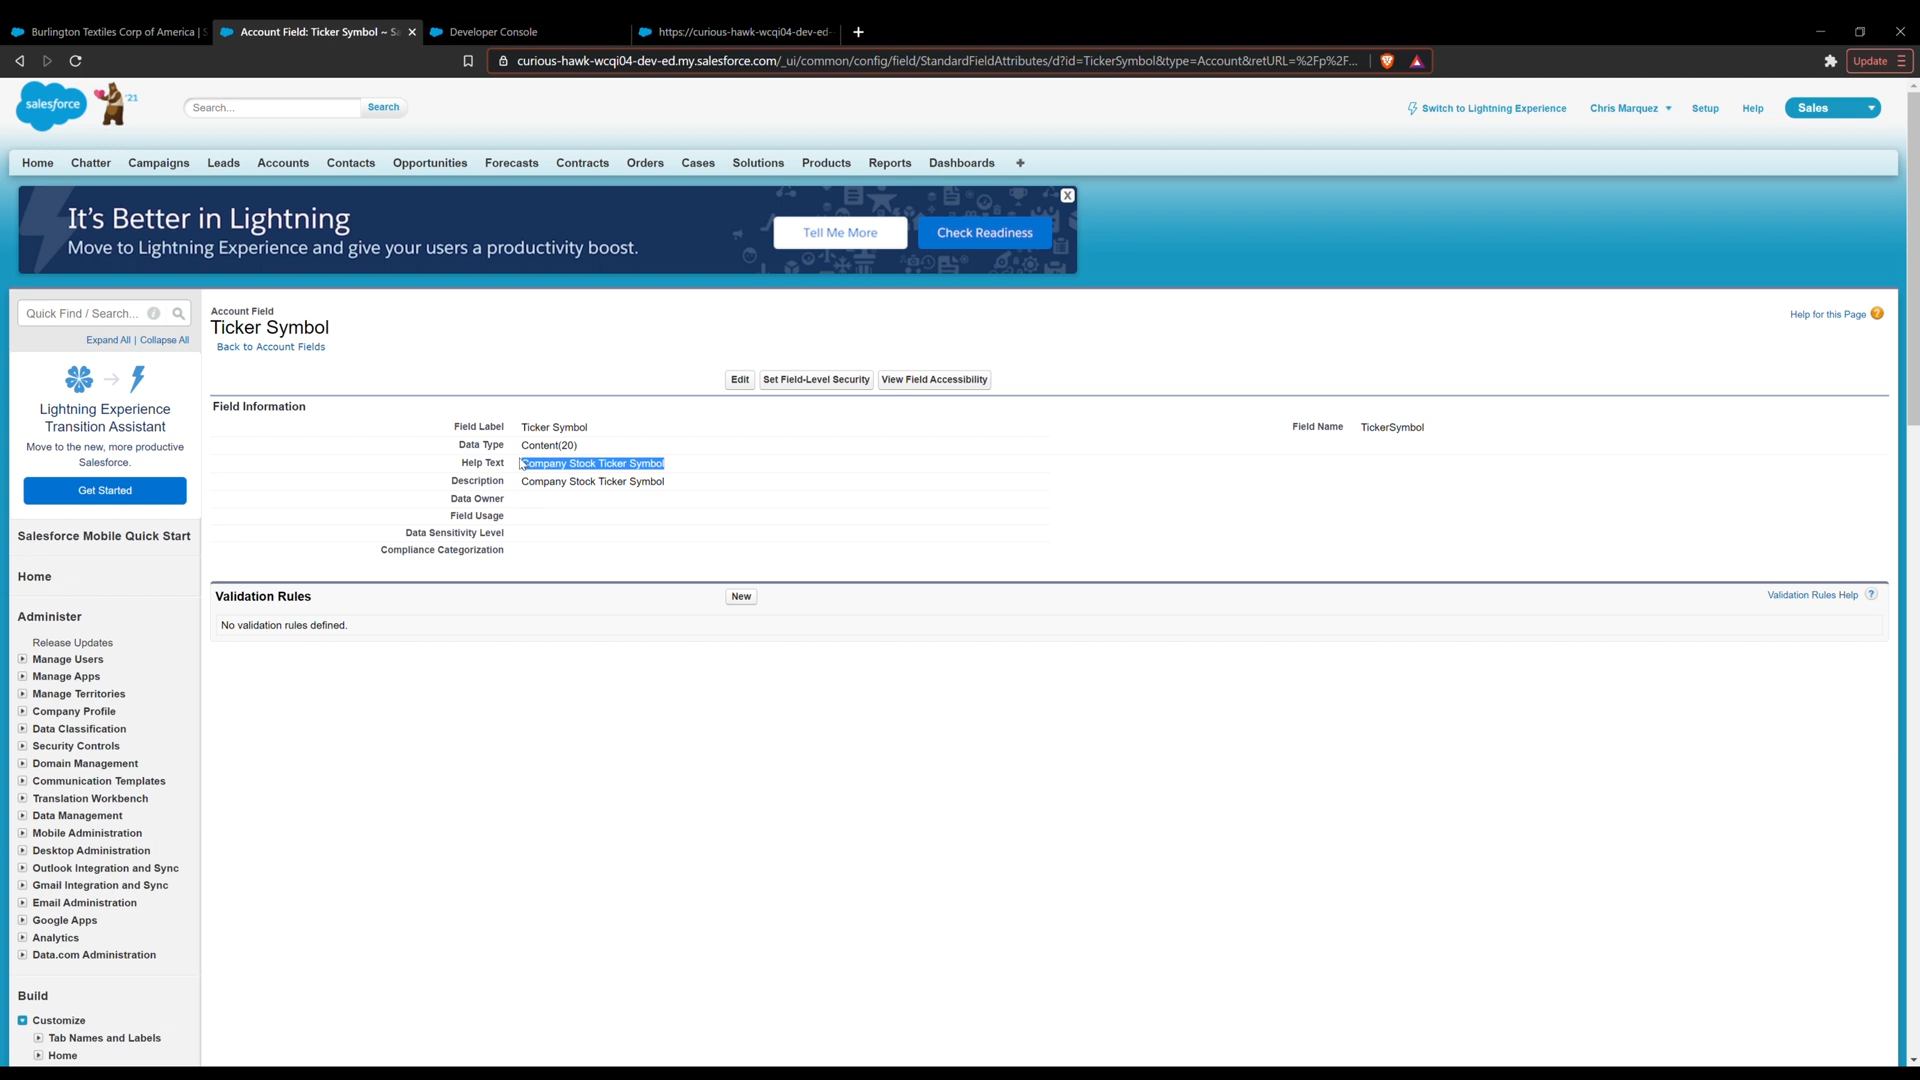 Burlington Textiles Corp of America | S
Account Field: Ticker Symbol ~ Sa
Developer Console
https://curious-hawk-wcqi04-dev-ed-
curious-hawk-wcqi04-dev-ed.my.salesforce.com/_ui/common/config/field/StandardFieldAttributes/d?id=TickerSymbol&type=Account&retURL=%2Fp%2F...
Update
salesforce
'21
Search...
Search
Switch to Lightning Experience
Chris Marquez
Setup
Help
Sales
Home
Chatter
Campaigns
Leads
Accounts
Contacts
Opportunities
Forecasts
Contracts
Orders
Cases
Solutions
Products
Reports
Dashboards
+
It's Better in Lightning
Move to Lightning Experience and give your users a productivity boost.
Tell Me More
Check Readiness
X
Quick Find / Search...
Expand All | Collapse All
Lightning Experience
Transition Assistant
Move to the new, more productive
Salesforce.
Get Started
Salesforce Mobile Quick Start
Home
Administer
Release Updates
Manage Users
Manage Apps
Manage Territories
Company Profile
Data Classification
Security Controls
Domain Management
Communication Templates
Translation Workbench
Data Management
Mobile Administration
Desktop Administration
Outlook Integration and Sync
Gmail Integration and Sync
Email Administration
Google Apps
Analytics
Data.com Administration
Build
Customize
Tab Names and Labels
Home
Account Field
Ticker Symbol
Back to Account Fields
Help for this Page
Edit
Set Field-Level Security
View Field Accessibility
Field Information
Field Label Ticker Symbol
Field Name TickerSymbol
Data Type Content(20)
Help Text Company Stock Ticker Symbol
Description Company Stock Ticker Symbol
Data Owner
Field Usage
Data Sensitivity Level
Compliance Categorization
Validation Rules
New
Validation Rules Help ?
No validation rules defined.